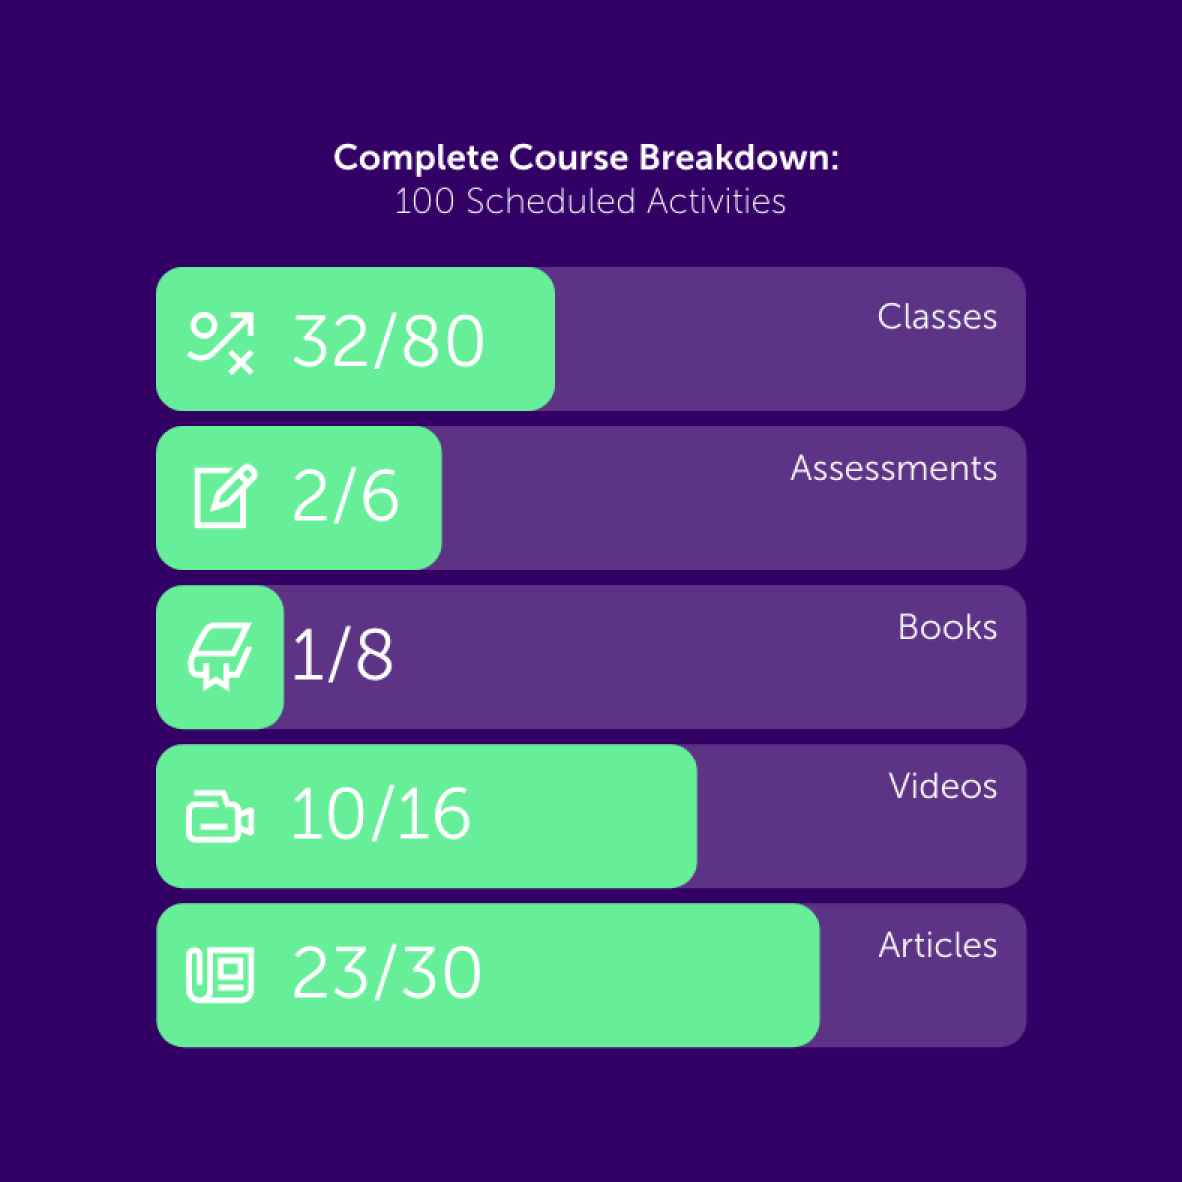 Complete Course Breakdown:
100 Scheduled Activities
32/80
Classes
2/6
Assessments
1/8
Books
10/16
Videos
23/30
Articles